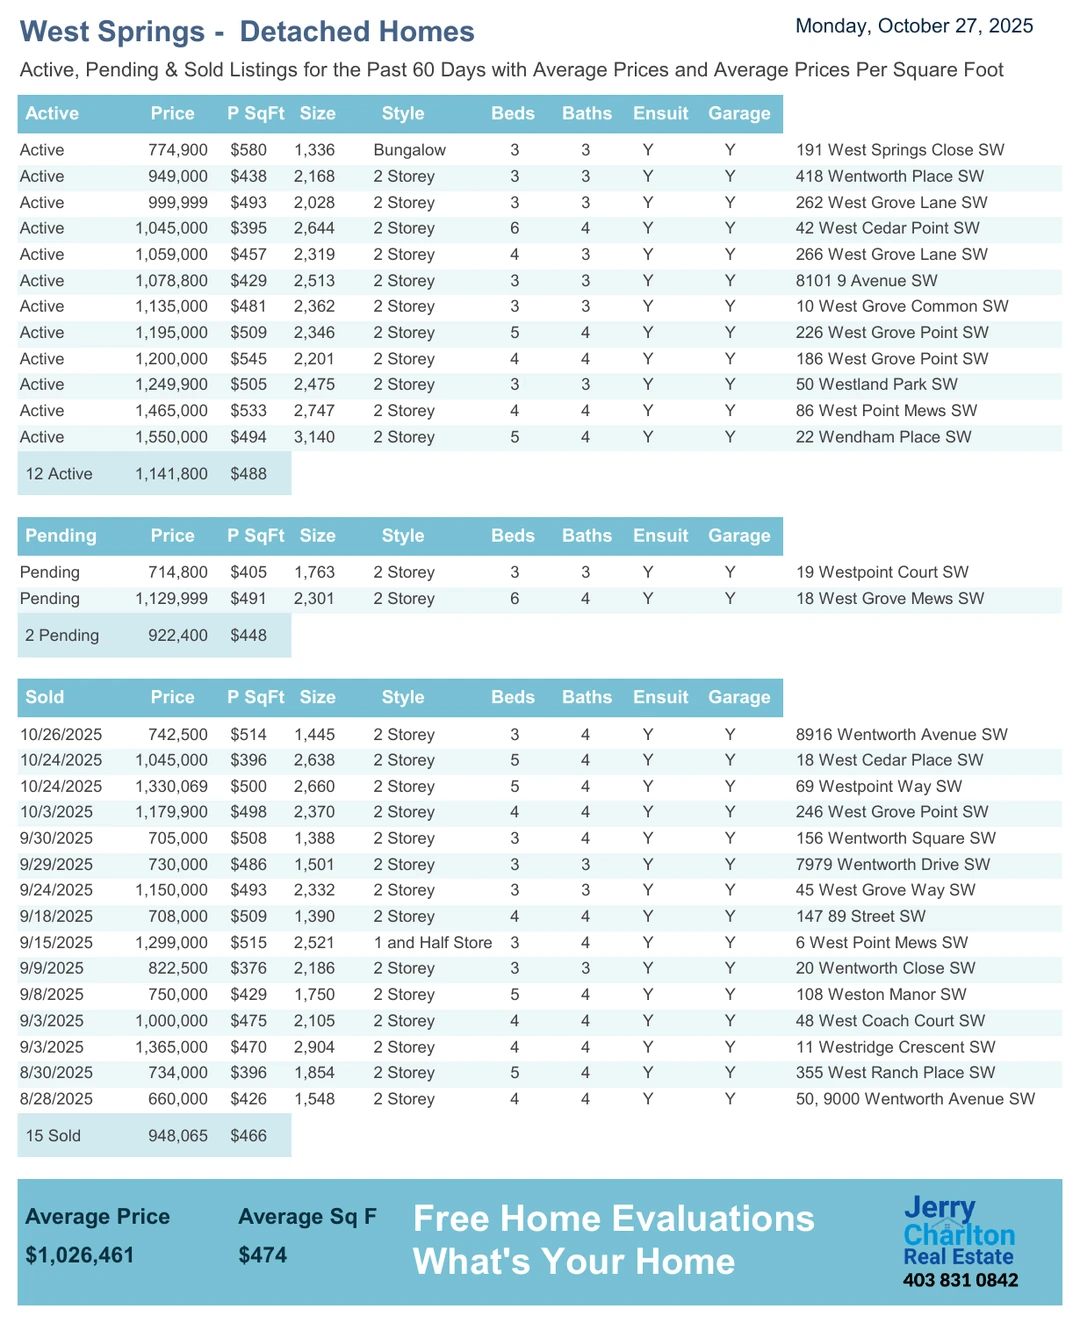 West Springs -  Detached Homes
Monday, October 27, 2025
Active, Pending & Sold Listings for the Past 60 Days with Average Prices and Average Prices Per Square Foot
Active Price P SqFt Size Style Beds Baths Ensuit Garage
Active 774,900 $580 1,336 Bungalow 3 3 Y Y 191 West Springs Close SW
Active 949,000 $438 2,168 2 Storey 3 3 Y Y 418 Wentworth Place SW
Active 999,999 $493 2,028 2 Storey 3 3 Y Y 262 West Grove Lane SW
Active 1,045,000 $395 2,644 2 Storey 6 4 Y Y 42 West Cedar Point SW
Active 1,059,000 $457 2,319 2 Storey 4 3 Y Y 266 West Grove Lane SW
Active 1,078,800 $429 2,513 2 Storey 3 3 Y Y 8101 9 Avenue SW
Active 1,135,000 $481 2,362 2 Storey 3 3 Y Y 10 West Grove Common SW
Active 1,195,000 $509 2,346 2 Storey 5 4 Y Y 226 West Grove Point SW
Active 1,200,000 $545 2,201 2 Storey 4 4 Y Y 186 West Grove Point SW
Active 1,249,900 $505 2,475 2 Storey 3 3 Y Y 50 Westland Park SW
Active 1,465,000 $533 2,747 2 Storey 4 4 Y Y 86 West Point Mews SW
Active 1,550,000 $494 3,140 2 Storey 5 4 Y Y 22 Wendham Place SW
12 Active 1,141,800 $488
Pending Price P SqFt Size Style Beds Baths Ensuit Garage
Pending 714,800 $405 1,763 2 Storey 3 3 Y Y 19 Westpoint Court SW
Pending 1,129,999 $491 2,301 2 Storey 6 4 Y Y 18 West Grove Mews SW
2 Pending 922,400 $448
Sold Price P SqFt Size Style Beds Baths Ensuit Garage
10/26/2025 742,500 $514 1,445 2 Storey 3 4 Y Y 8916 Wentworth Avenue SW
10/24/2025 1,045,000 $396 2,638 2 Storey 5 4 Y Y 18 West Cedar Place SW
10/24/2025 1,330,069 $500 2,660 2 Storey 5 4 Y Y 69 Westpoint Way SW
10/3/2025 1,179,900 $498 2,370 2 Storey 4 4 Y Y 246 West Grove Point SW
9/30/2025 705,000 $508 1,388 2 Storey 3 4 Y Y 156 Wentworth Square SW
9/29/2025 730,000 $486 1,501 2 Storey 3 3 Y Y 7979 Wentworth Drive SW
9/24/2025 1,150,000 $493 2,332 2 Storey 3 3 Y Y 45 West Grove Way SW
9/18/2025 708,000 $509 1,390 2 Storey 4 4 Y Y 147 89 Street SW
9/15/2025 1,299,000 $515 2,521 1 and Half Store 3 4 Y Y 6 West Point Mews SW
9/9/2025 822,500 $376 2,186 2 Storey 3 3 Y Y 20 Wentworth Close SW
9/8/2025 750,000 $429 1,750 2 Storey 5 4 Y Y 108 Weston Manor SW
9/3/2025 1,000,000 $475 2,105 2 Storey 4 4 Y Y 48 West Coach Court SW
9/3/2025 1,365,000 $470 2,904 2 Storey 4 4 Y Y 11 Westridge Crescent SW
8/30/2025 734,000 $396 1,854 2 Storey 5 4 Y Y 355 West Ranch Place SW
8/28/2025 660,000 $426 1,548 2 Storey 4 4 Y Y 50, 9000 Wentworth Avenue SW
15 Sold 948,065 $466
Average Price Average Sq F
$1,026,461 $474
Free Home Evaluations
What's Your Home
Jerry
Charlton
Real Estate
403 831 0842